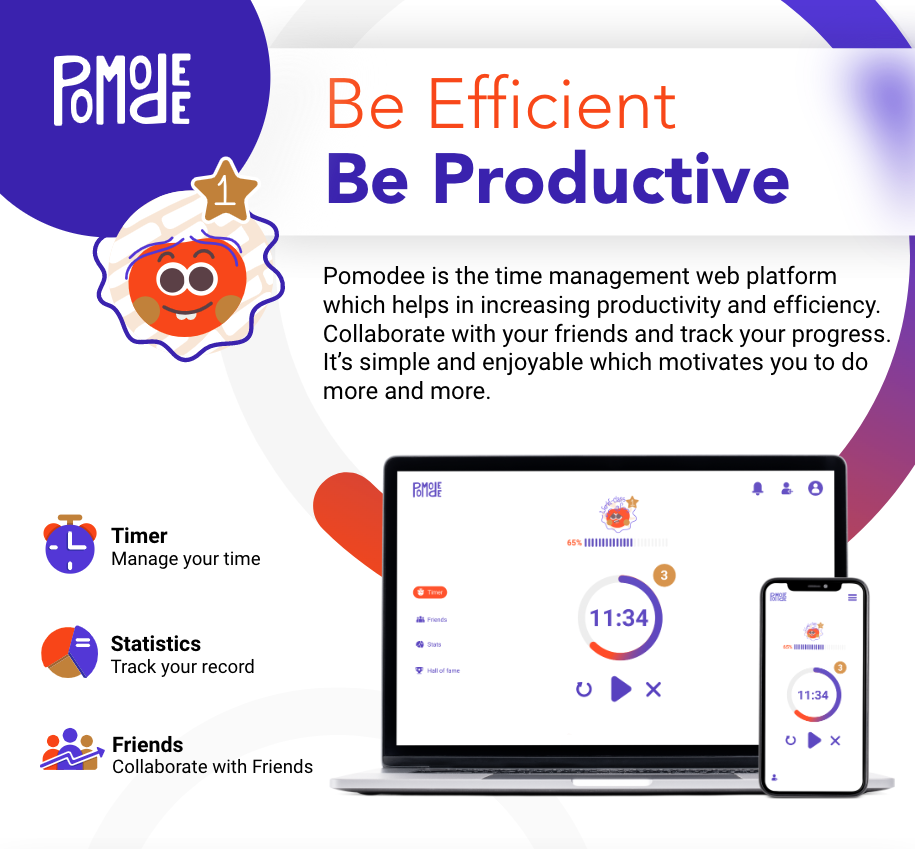 POMODEE
1
Be Efficient
Be Productive
Pomodee is the time management web platform
which helps in increasing productivity and efficiency.
Collaborate with your friends and track your progress.
It’s simple and enjoyable which motivates you to do
more and more.
Timer
Manage your time
Statistics
Track your record
Friends
Collaborate with Friends
POMODEE
1
65%
3
11:34
Timer
Friends
Stats
Hall of fame
POMODEE
65%
3
11:34